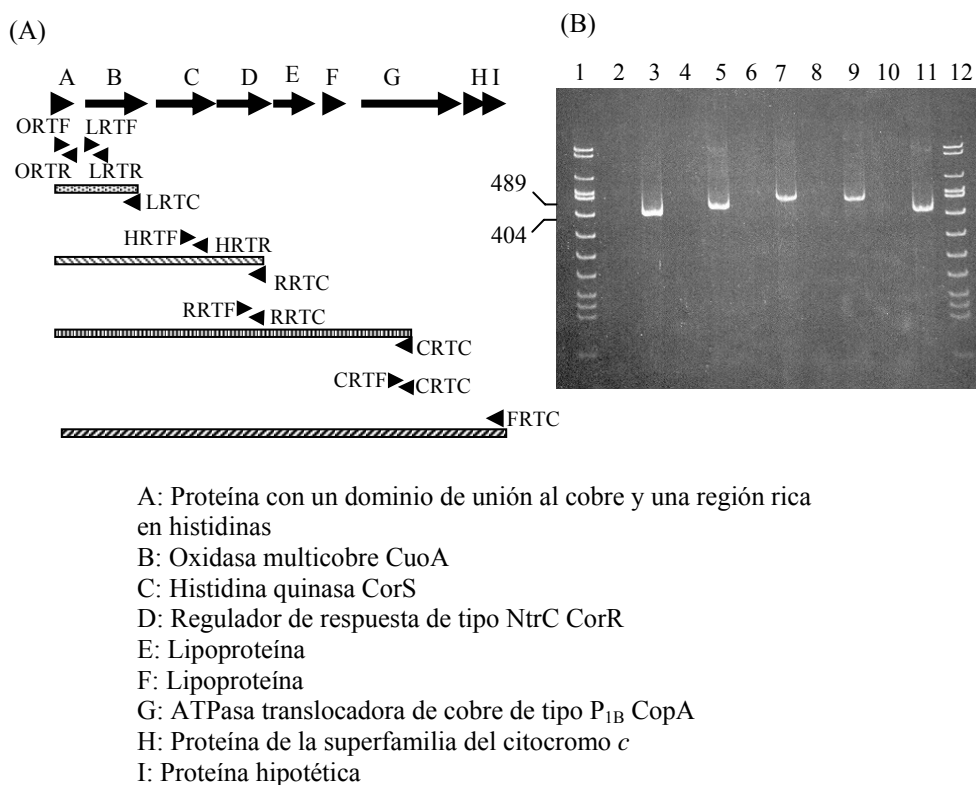 (A)
(B)
A B C D E F G H I
1 2 3 4 5 6 7 8 9 10 11 12
ORTF LRTF
ORTR LRTR
LRTC
489
404
HRTF HRTR
RRTC
RRTF RRTC
CRTC
CRTF CRTC
FRTC
A: Proteína con un dominio de unión al cobre y una región rica
en histidinas
B: Oxidasa multicobre CuoA
C: Histidina quinasa CorS
D: Regulador de respuesta de tipo NtrC CorR
E: Lipoproteína
F: Lipoproteína
G: ATPasa translocadora de cobre de tipo P1B CopA
H: Proteína de la superfamilia del citocromo c
I: Proteína hipotética